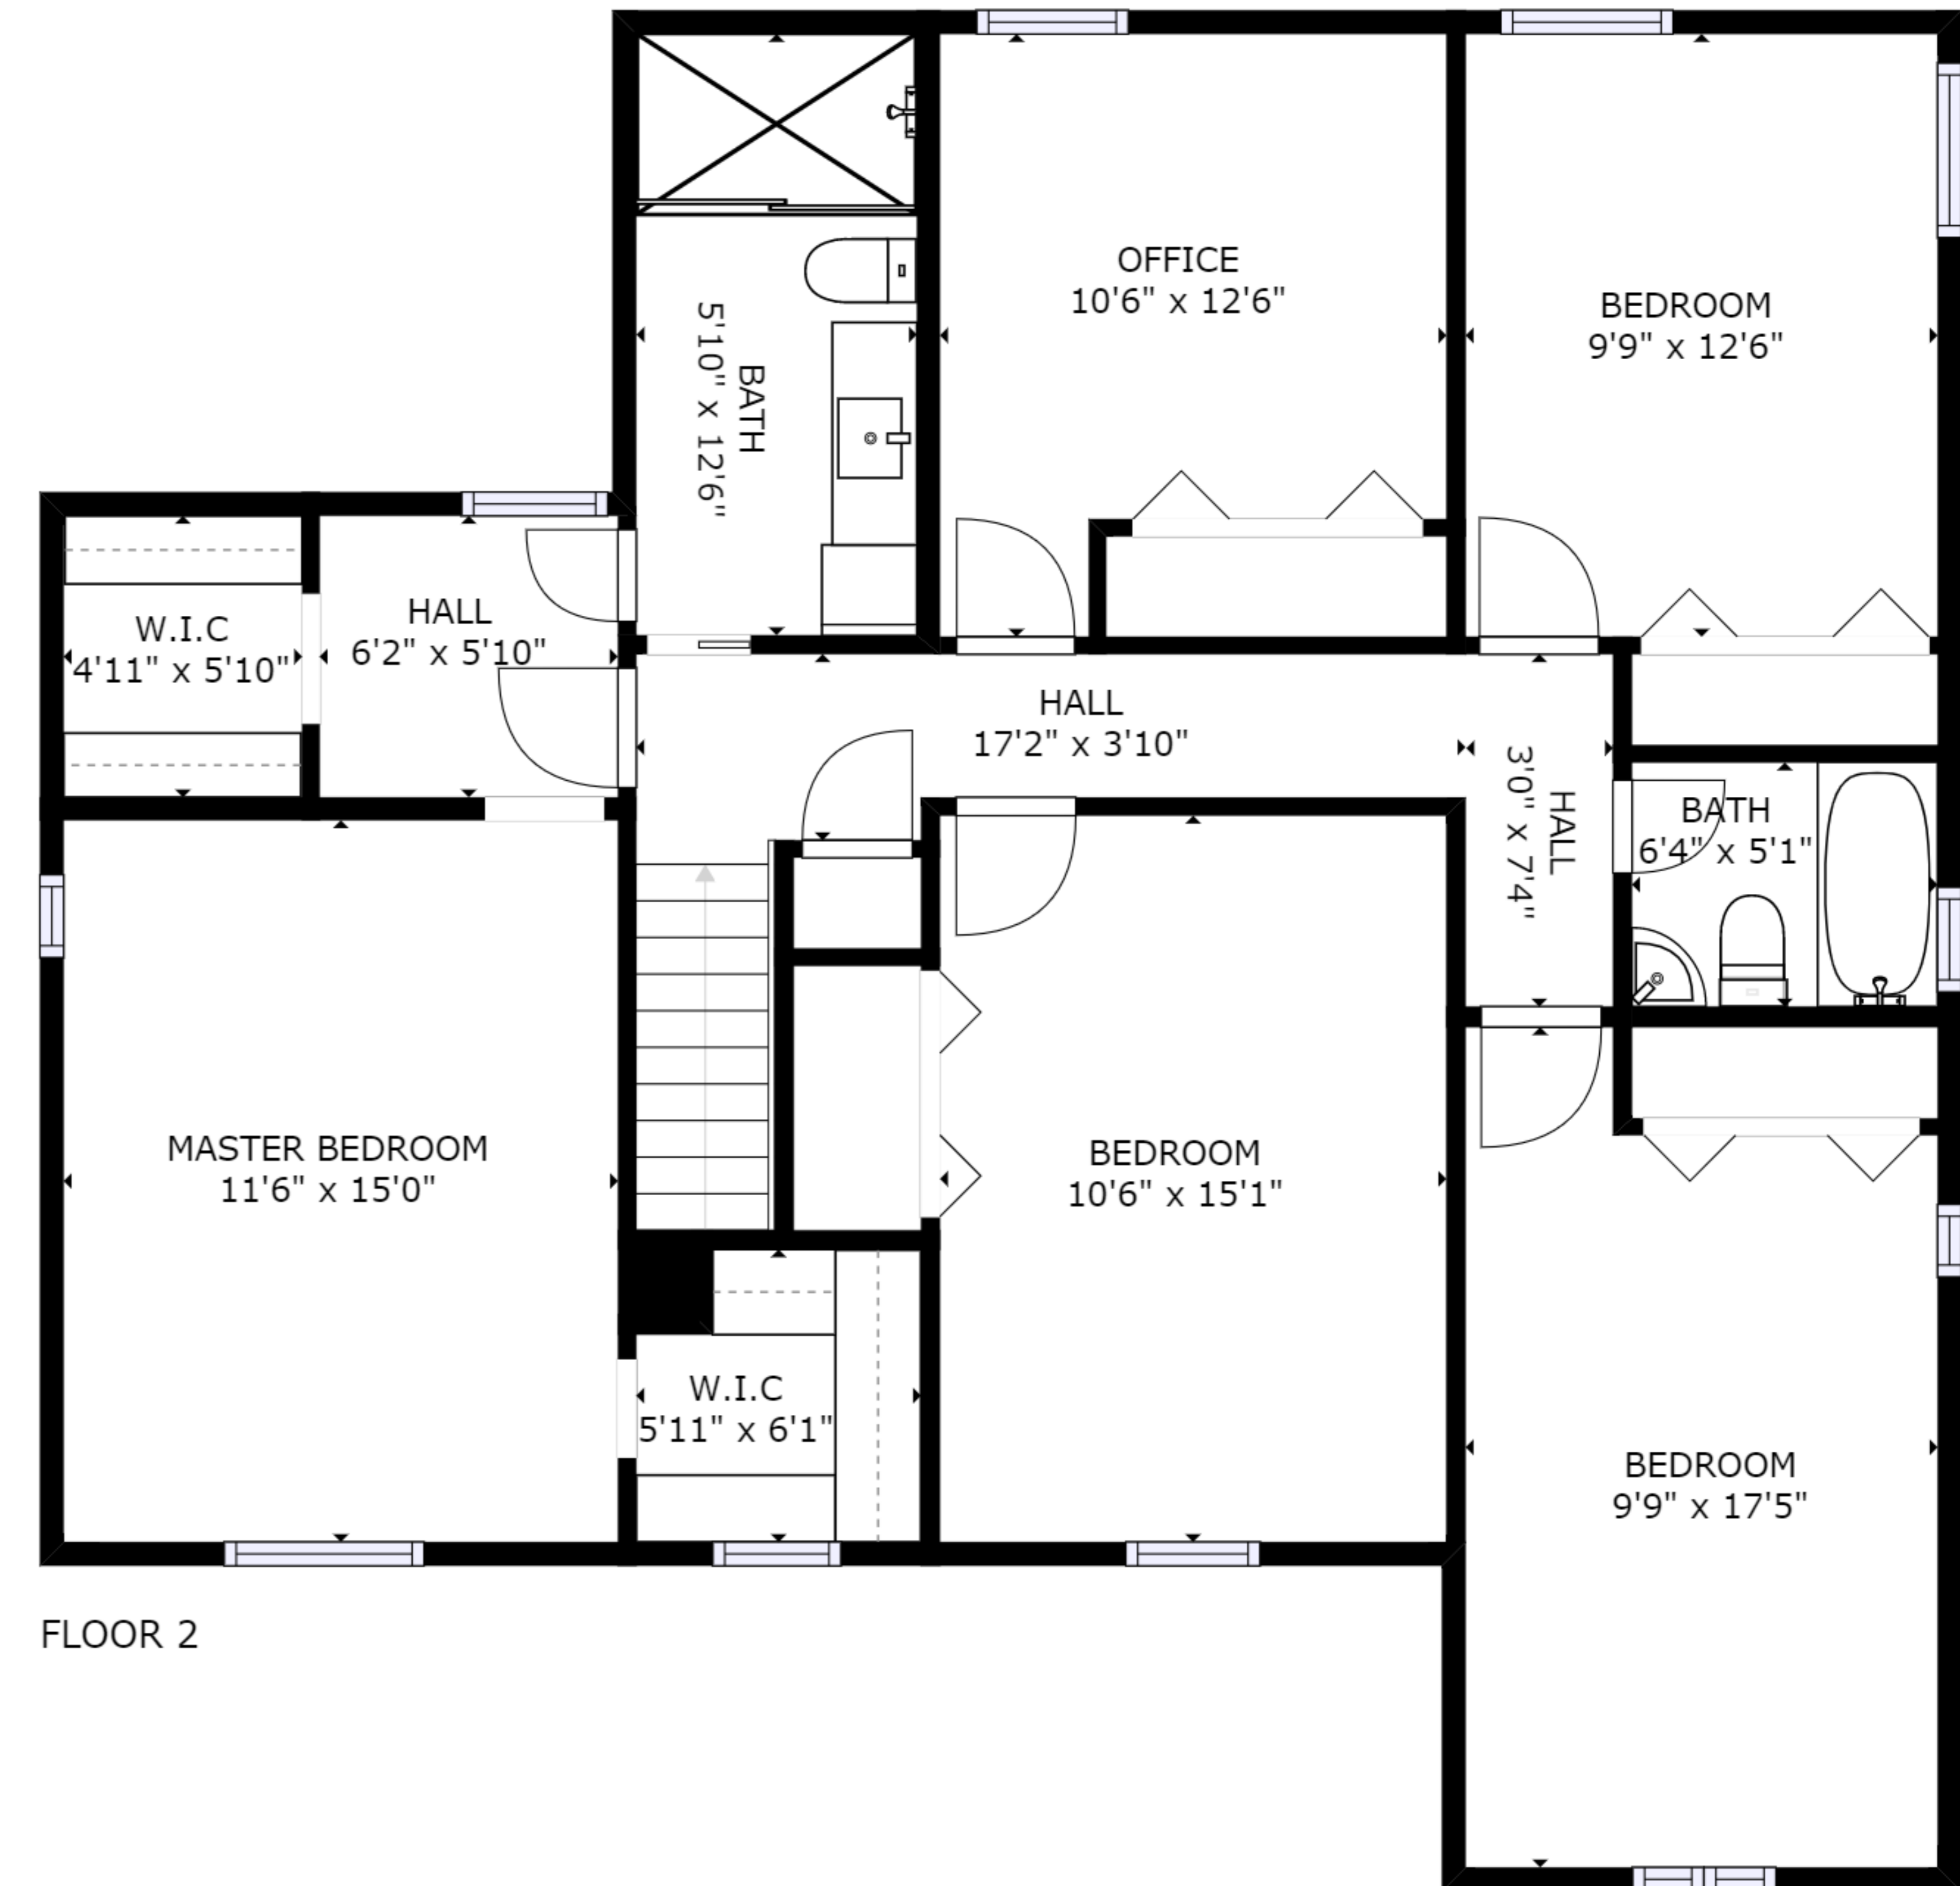 OFFICE
10'6" x 12'6"
BEDROOM
9'9" x 12'6"
BATH
5'10" x 12'6"
W.I.C
4'11" x 5'10"
HALL
6'2" x 5'10"
HALL
17'2" x 3'10"
HALL
3'0" x 7'4"
BATH
6'4" x 5'1"
MASTER BEDROOM
11'6" x 15'0"
BEDROOM
10'6" x 15'1"
W.I.C
5'11" x 6'1"
BEDROOM
9'9" x 17'5"
FLOOR 2